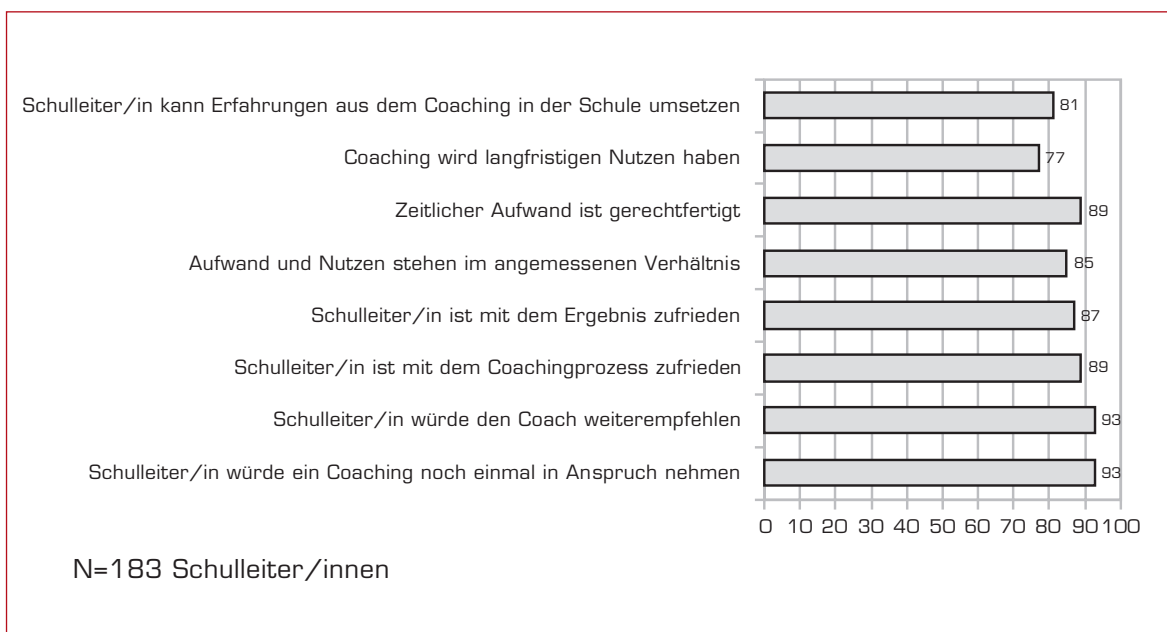 Schulleiter/in kann Erfahrungen aus dem Coaching in der Schule umsetzen 81
Coaching wird langfristigen Nutzen haben 77
Zeitlicher Aufwand ist gerechtfertigt 89
Aufwand und Nutzen stehen im angemessenen Verhältnis 85
Schulleiter/in ist mit dem Ergebnis zufrieden 87
Schulleiter/in ist mit dem Coachingprozess zufrieden 89
Schulleiter/in würde den Coach weiterempfehlen 93
Schulleiter/in würde ein Coaching noch einmal in Anspruch nehmen 93
0 10 20 30 40 50 60 70 80 90 100
N=183 Schulleiter/innen